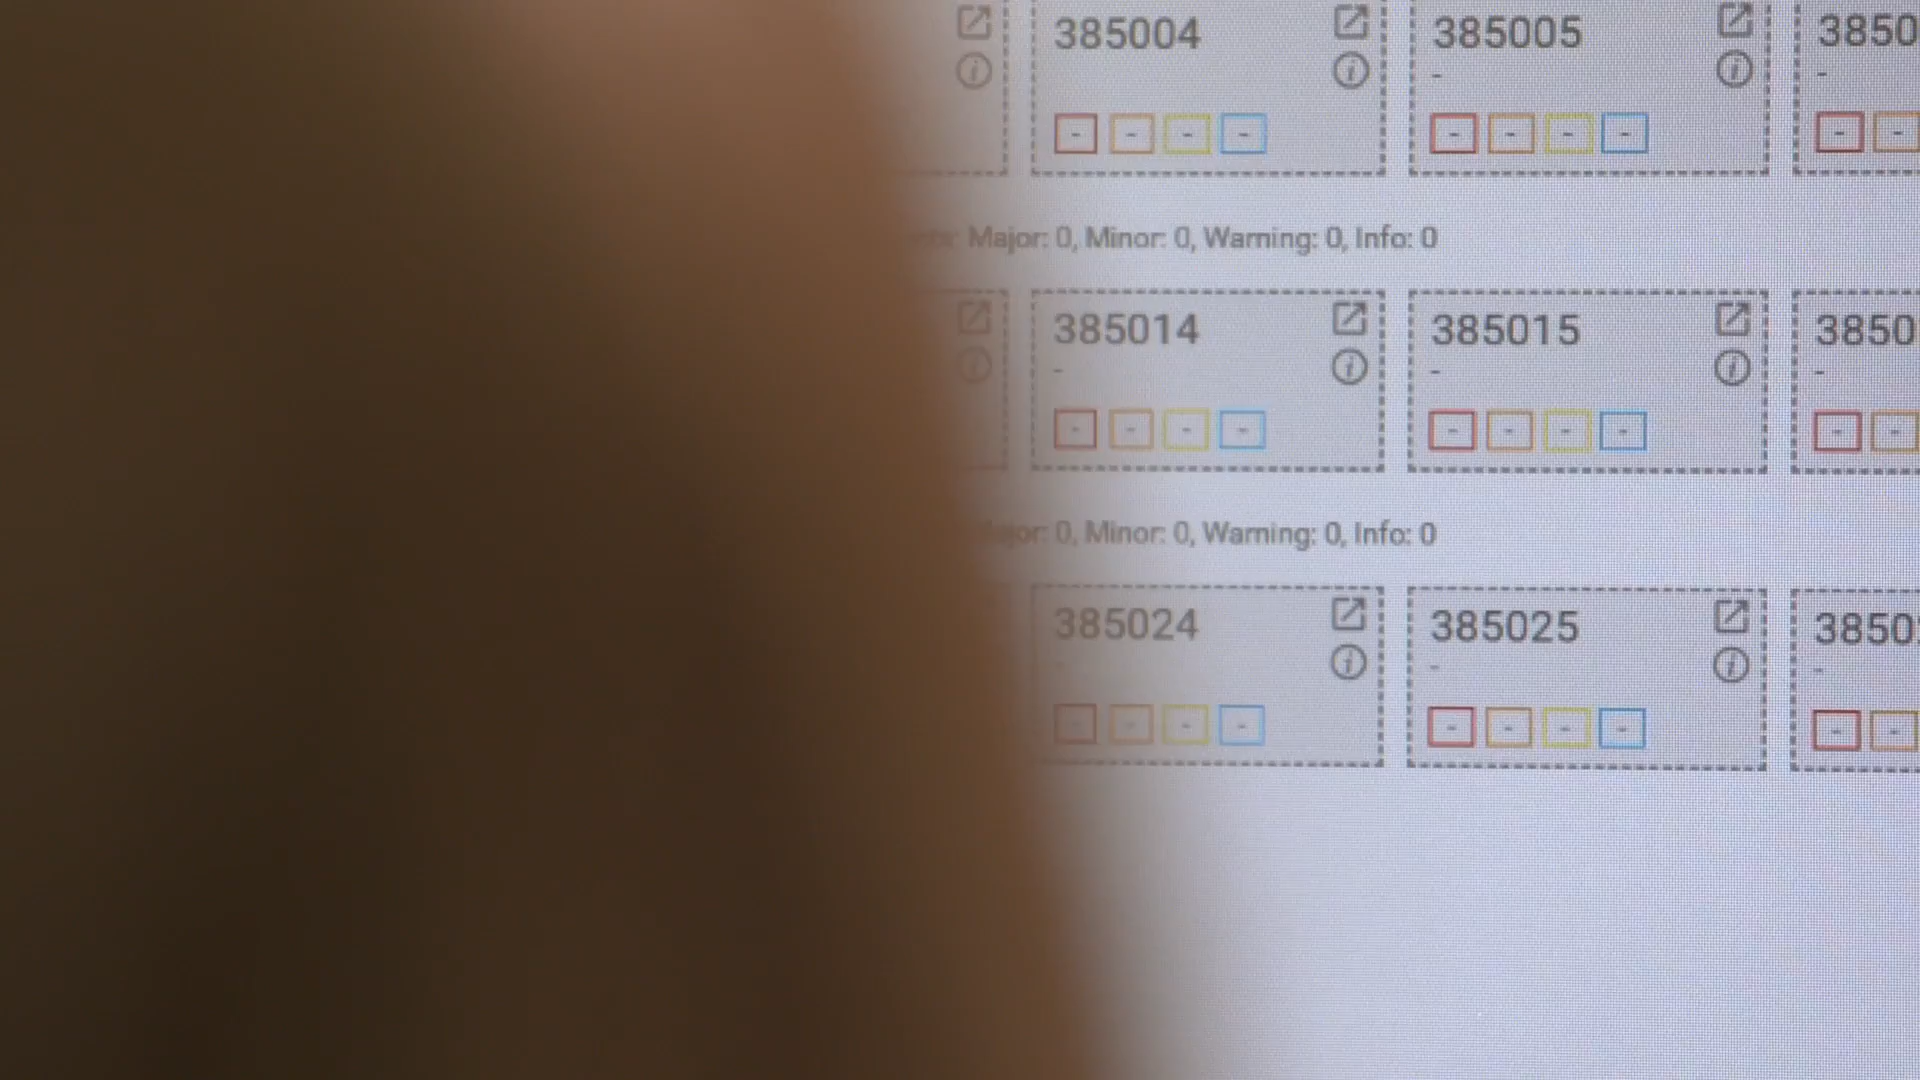 385004 385005 3850
- - - - - - - - - - - -
Major: 0, Minor: 0, Warning: 0, Info: 0
385014 385015 3850
- - -
- - - - - - - - - -
0, Minor: 0, Warning: 0, Info: 0
385024 385025 3850
- -
- - - - - - - - - -